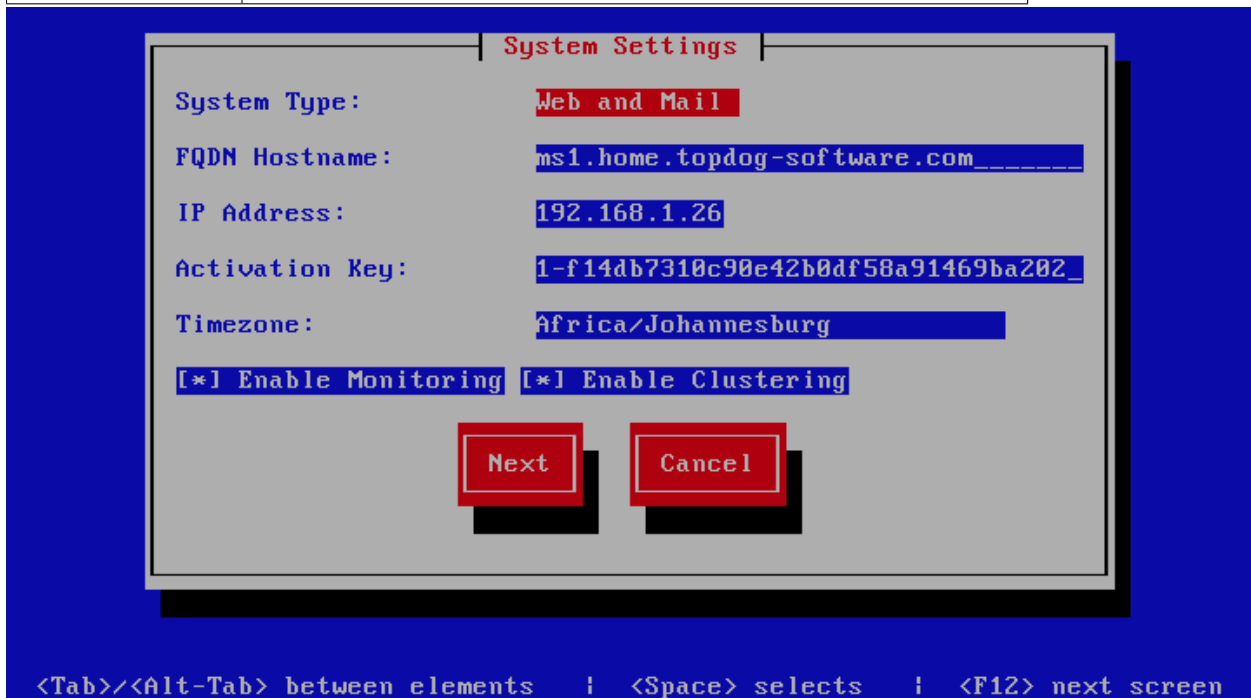 System Settings
System Type: Web and Mail
FQDN Hostname: ms1.home.topdog-software.com_______
IP Address: 192.168.1.26
Activation Key: 1-f14db7310c90e42b0df58a91469ba202_
Timezone: Africa/Johannesburg
[*] Enable Monitoring [*] Enable Clustering
Next Cancel
<Tab>/<Alt-Tab> between elements | <Space> selects | <F12> next screen